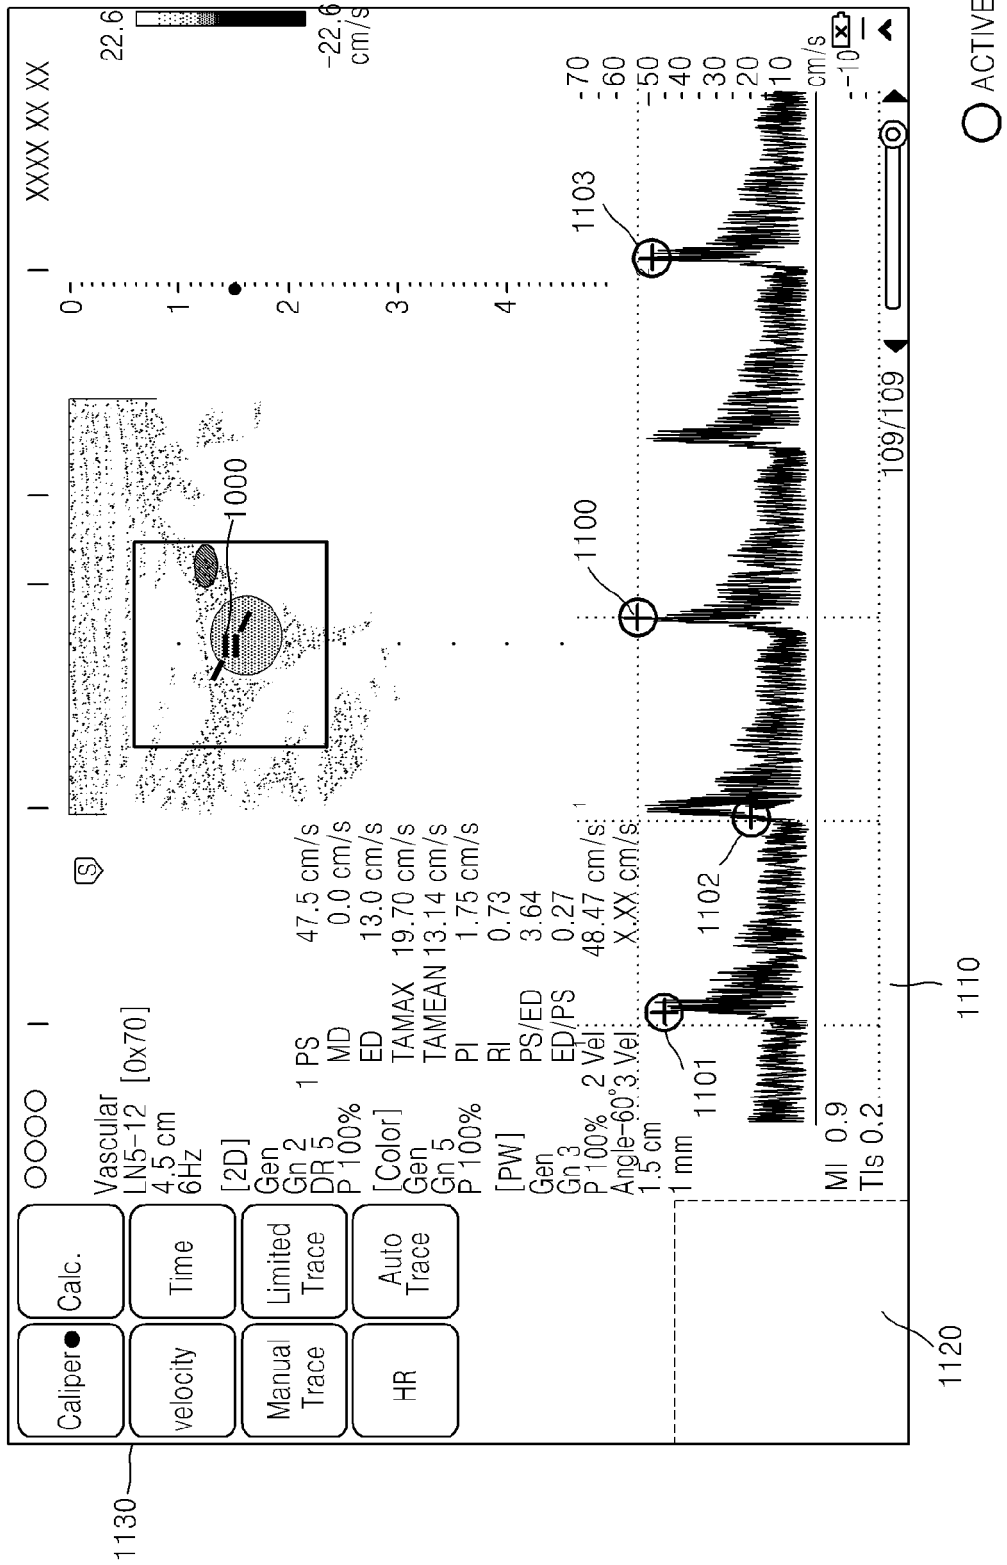 1130
Caliper
Calc.
velocity
Time
Manual
Trace
Limited
Trace
HR
Auto
Trace
1120
OOOO
XXXX XX XX
Vascular
LN5-12 [0x70]
4.5 cm
6Hz
[2D]
Gen
Gn 2
DR 5
P 100%
[Color]
Gen
Gn 5
P 100%
[PW]
Gen
Gn 3
P 100%
Angle-60°
1.5 cm
1 mm
MI 0.9
TIs 0.2
1 PS 47.5 cm/s
MD 0.0 cm/s
ED 13.0 cm/s
TAMAX 19.70 cm/s
TAMEAN 13.14 cm/s
PI 1.75 cm/s
RI 0.73
PS/ED 3.64
ED/PS 0.27
2 Vel 48.47 cm/s
3 Vel X.XX cm/s
1
1
S
1000
0
1
2
3
4
22.6
-22.6
cm/s
1101
1102
1100
1103
-70
60
-50
40
30
-20
10
cm/s
-10
109/109
1110
ACTIVE